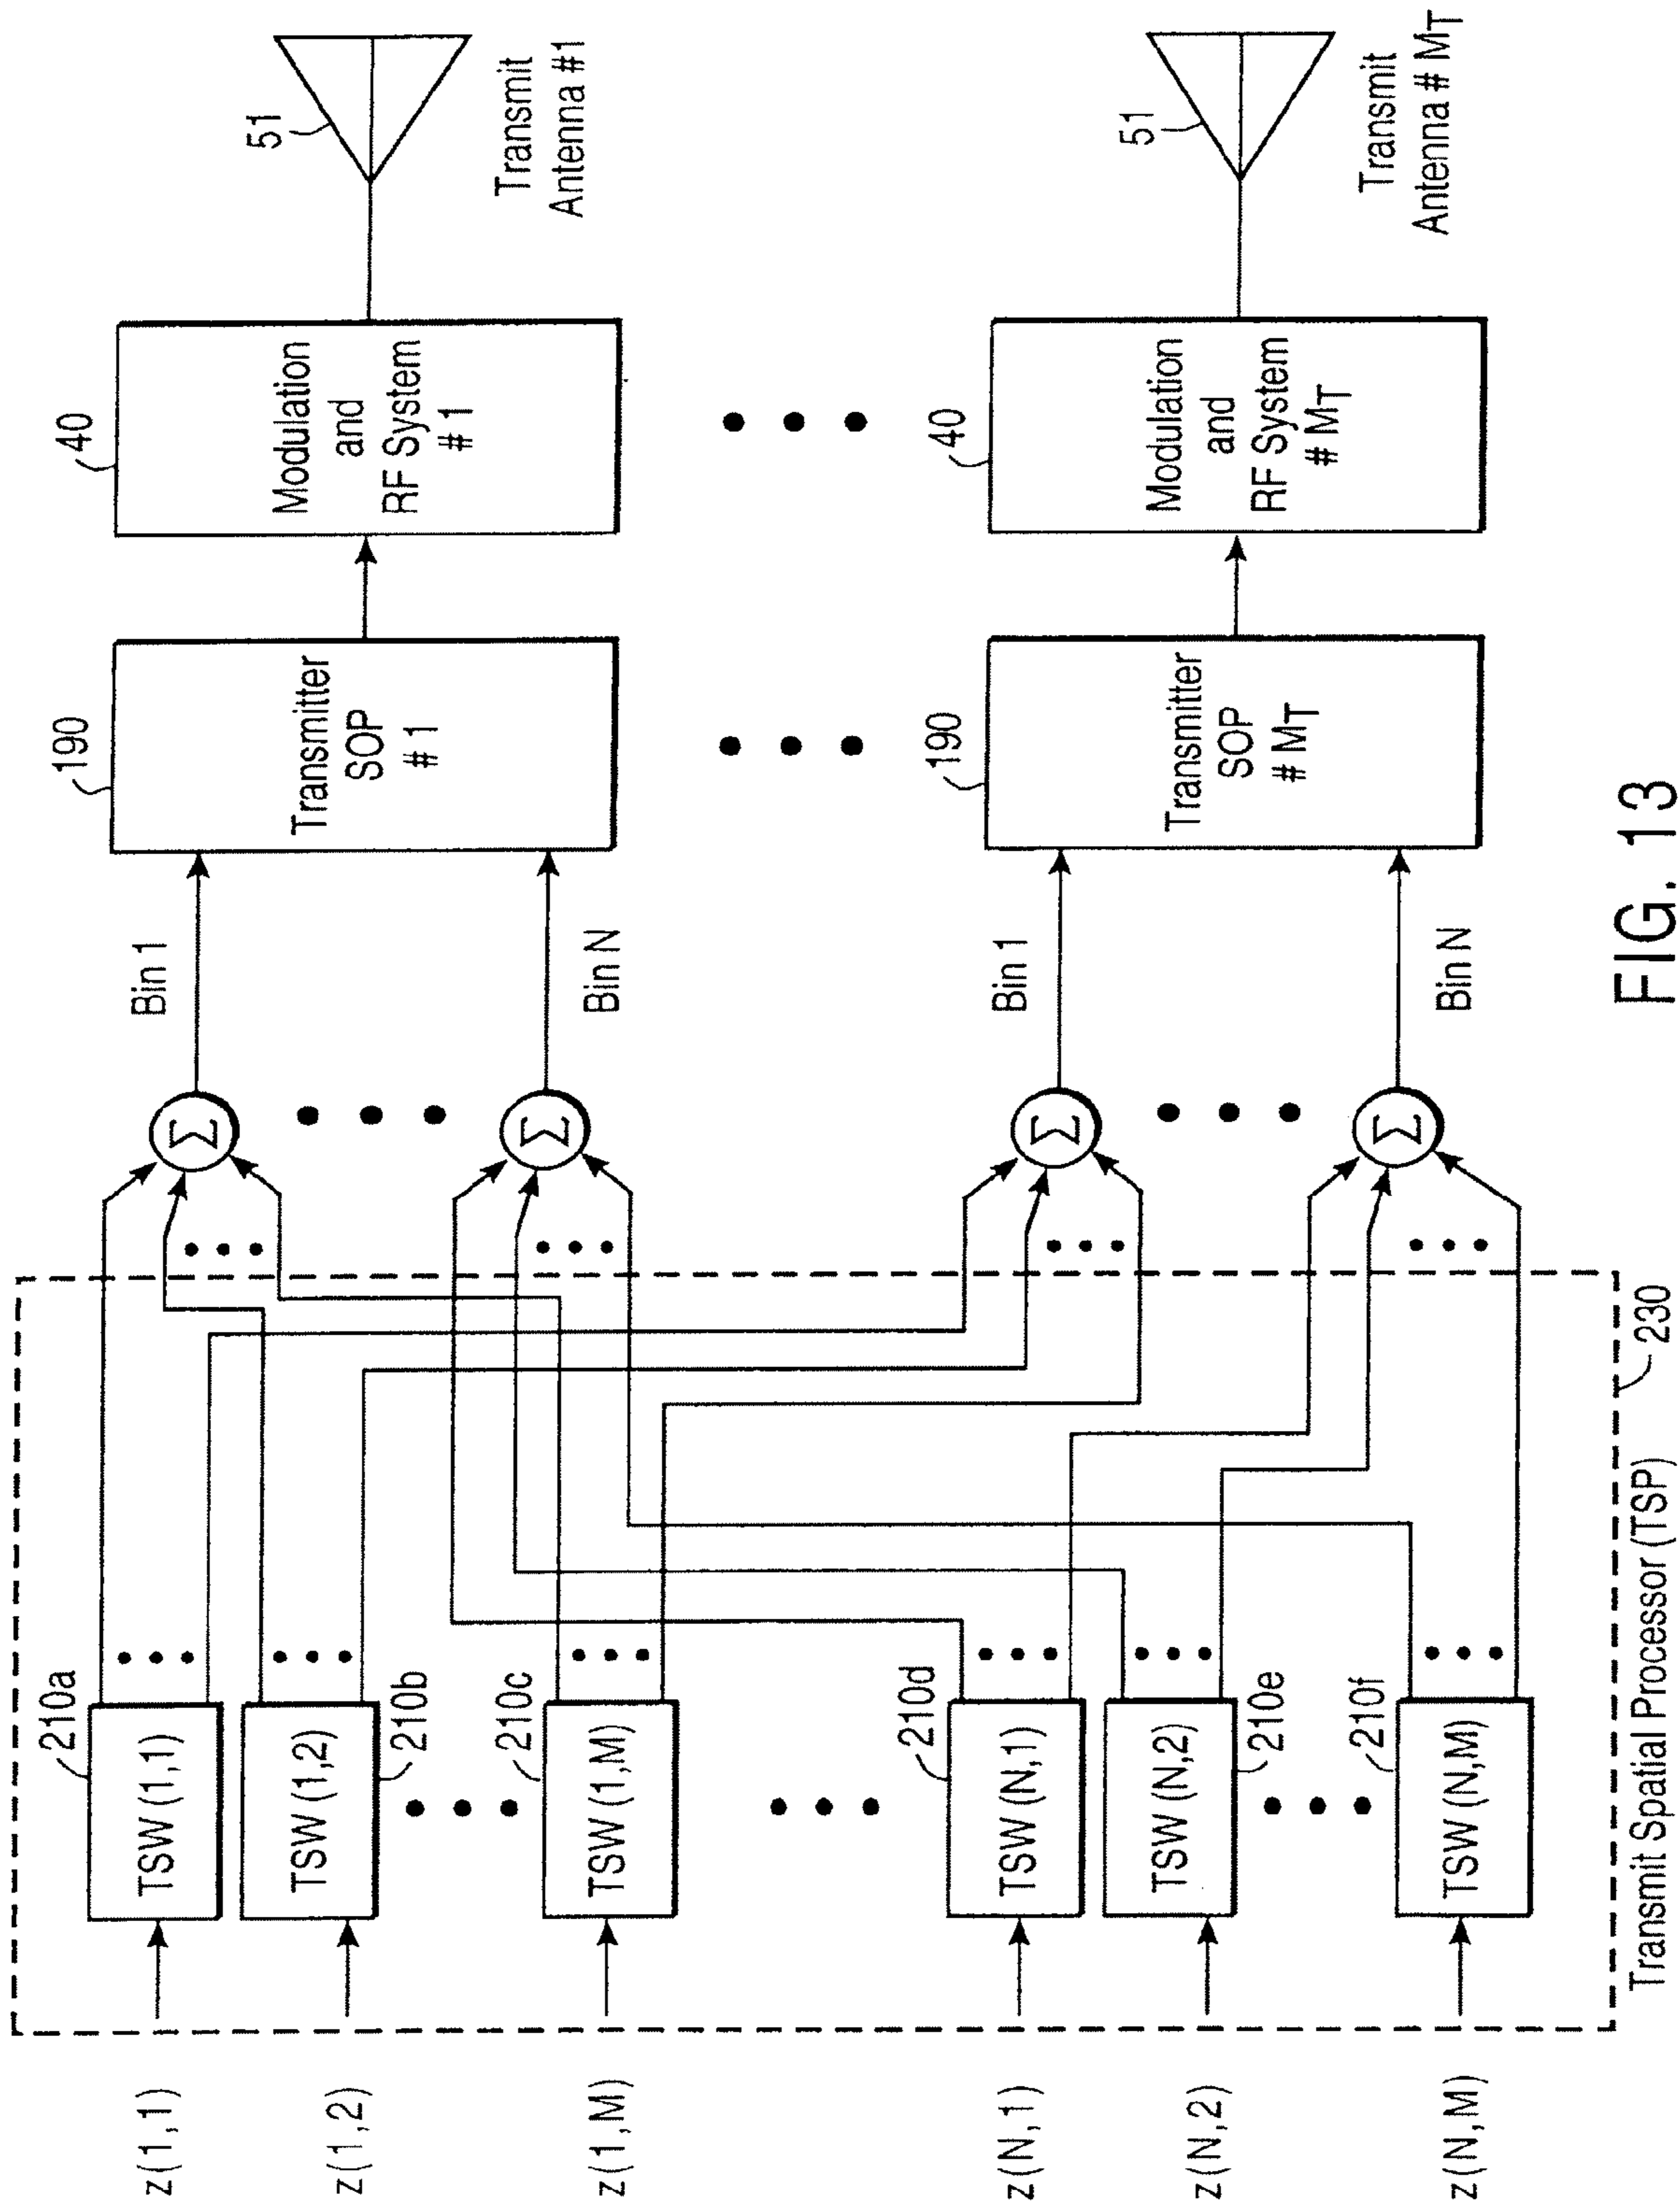 z(1,1)
z(1,2)
z(1,M)
z(N,1)
z(N,2)
z(N,M)
210a
TSW (1,1)
TSW (1,2)
210b
210c
TSW (1,M)
210d
TSW (N,1)
TSW (N,2)
210e
210f
TSW (N,M)
Transmit Spatial Processor (TSP)
230
Σ
Σ
Σ
Σ
Bin 1
Bin N
Bin 1
Bin N
190
Transmitter
SOP
# 1
190
Transmitter
SOP
# MT
40
Modulation
and
RF System
# 1
40
Modulation
and
RF System
# MT
51
Transmit
Antenna #1
51
Transmit
Antenna # MT
FIG. 13